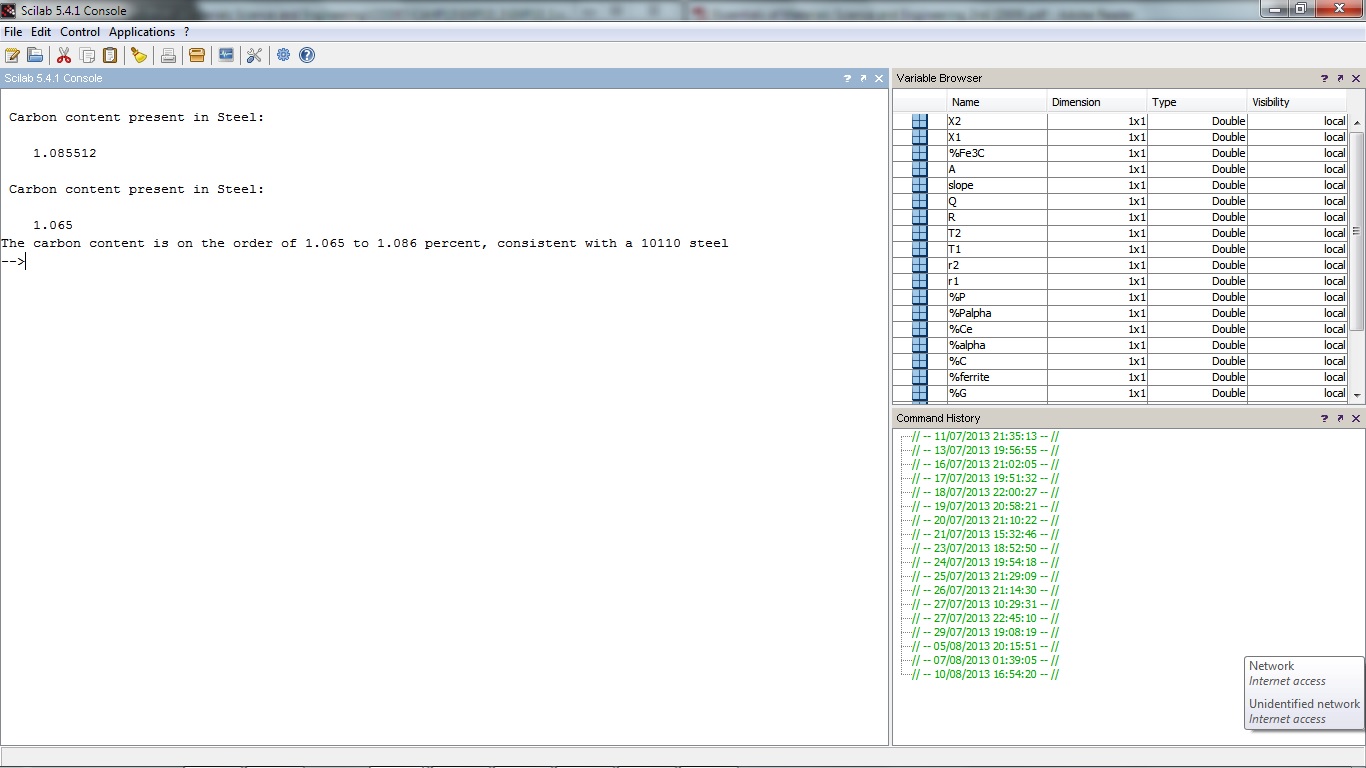 Scilab 5.4.1 Console
File Edit Control Applications ?
Scilab 5.4.1 Console
Carbon content present in Steel:
1.085512
Carbon content present in Steel:
1.065
The carbon content is on the order of 1.065 to 1.086 percent, consistent with a 10110 steel
-->
Variable Browser
Name Dimension Type Visibility
X2 1x1 Double local
X1 1x1 Double local
%Fe3C 1x1 Double local
A 1x1 Double local
slope 1x1 Double local
Q 1x1 Double local
R 1x1 Double local
T2 1x1 Double local
T1 1x1 Double local
r2 1x1 Double local
r1 1x1 Double local
%P 1x1 Double local
%Palpha 1x1 Double local
%Ce 1x1 Double local
%alpha 1x1 Double local
%C 1x1 Double local
%ferrite 1x1 Double local
%G 1x1 Double local
Command History
// -- 11/07/2013 21:35:13 -- //
// -- 13/07/2013 19:56:55 -- //
// -- 16/07/2013 21:02:05 -- //
// -- 17/07/2013 19:51:32 -- //
// -- 18/07/2013 22:00:27 -- //
// -- 19/07/2013 20:58:21 -- //
// -- 20/07/2013 21:10:22 -- //
// -- 21/07/2013 15:32:46 -- //
// -- 23/07/2013 18:52:50 -- //
// -- 24/07/2013 19:54:18 -- //
// -- 25/07/2013 21:29:09 -- //
// -- 26/07/2013 21:14:30 -- //
// -- 27/07/2013 10:29:31 -- //
// -- 27/07/2013 22:45:10 -- //
// -- 29/07/2013 19:08:19 -- //
// -- 05/08/2013 20:15:51 -- //
// -- 07/08/2013 01:39:05 -- //
// -- 10/08/2013 16:54:20 -- //
Network
Internet access
Unidentified network
Internet access